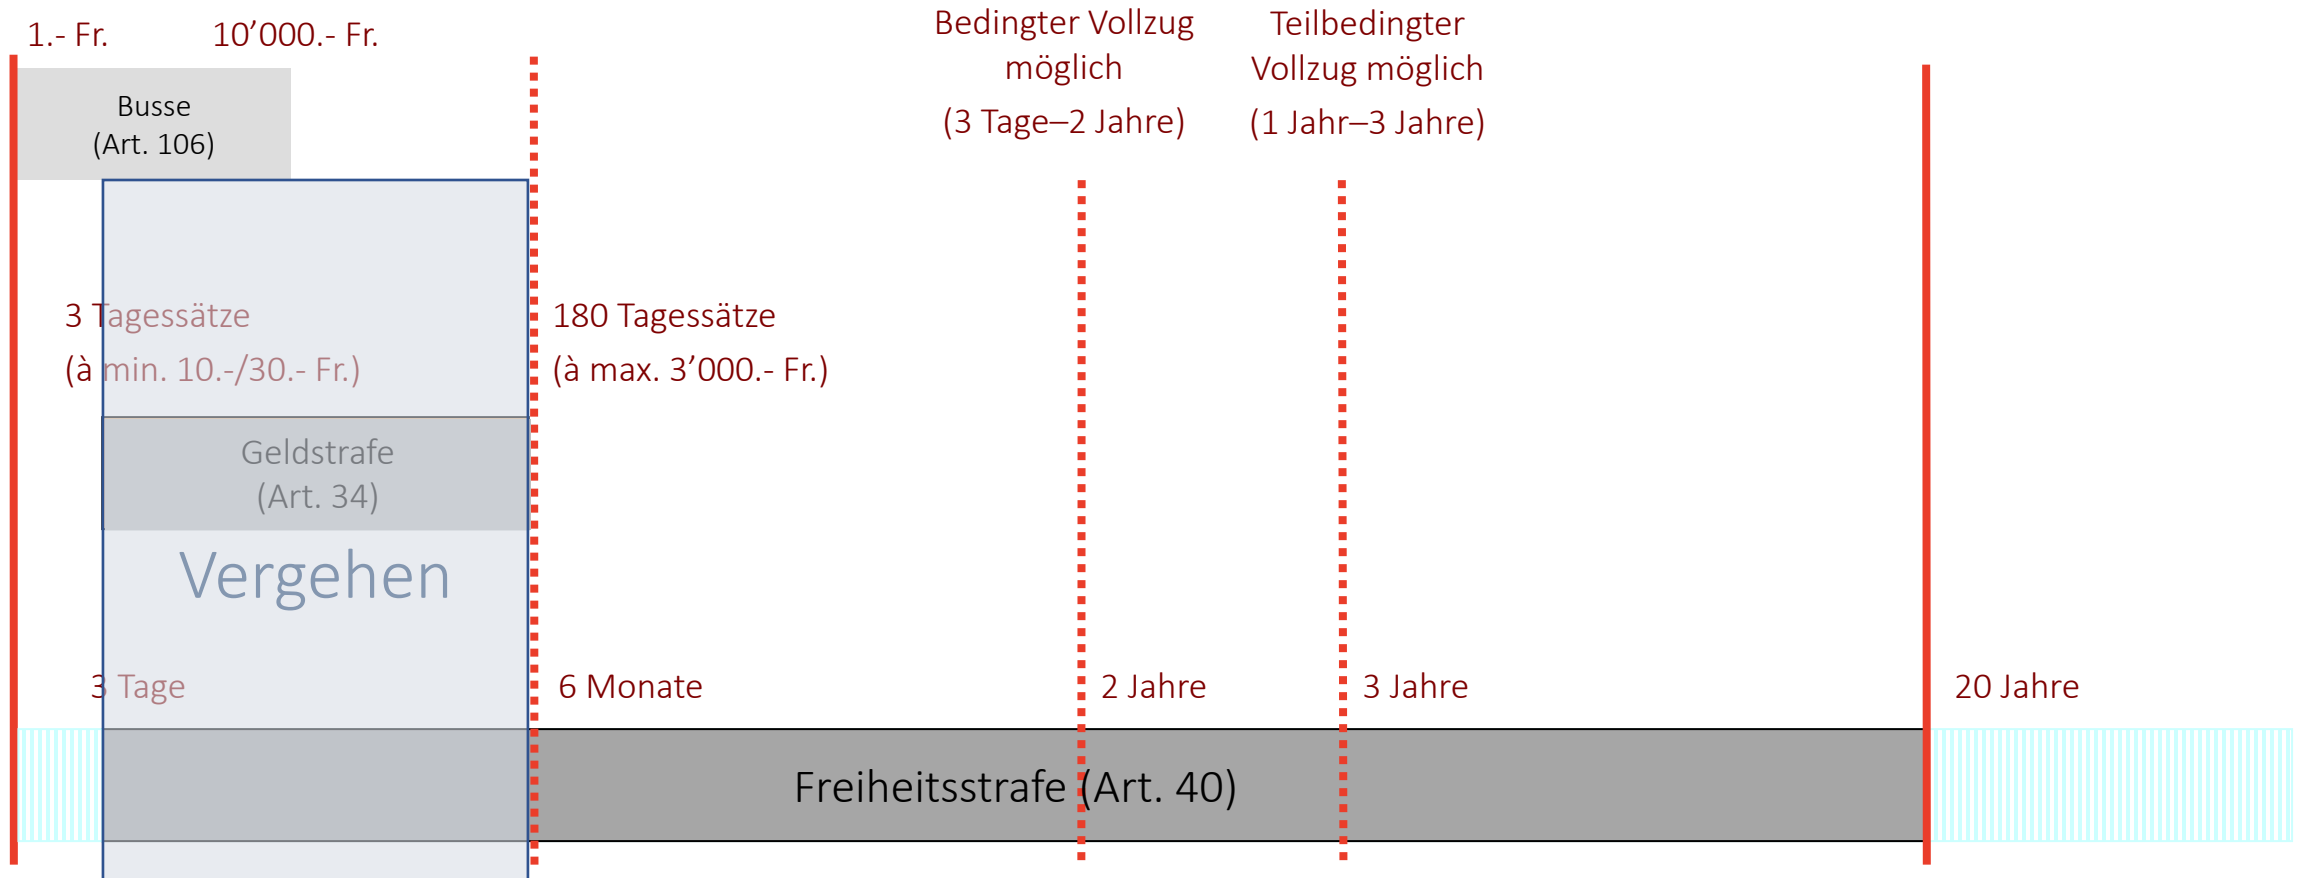 1.- Fr.
10’000.- Fr.
Bedingter Vollzug
möglich
(3 Tage–2 Jahre)
Teilbedingter
Vollzug möglich
(1 Jahr–3 Jahre)
Busse
(Art. 106)
3 Tagessätze
(à min. 10.-/30.- Fr.)
180 Tagessätze
(à max. 3’000.- Fr.)
Geldstrafe
(Art. 34)
Vergehen
3 Tage
6 Monate
2 Jahre
3 Jahre
20 Jahre
Freiheitsstrafe (Art. 40)